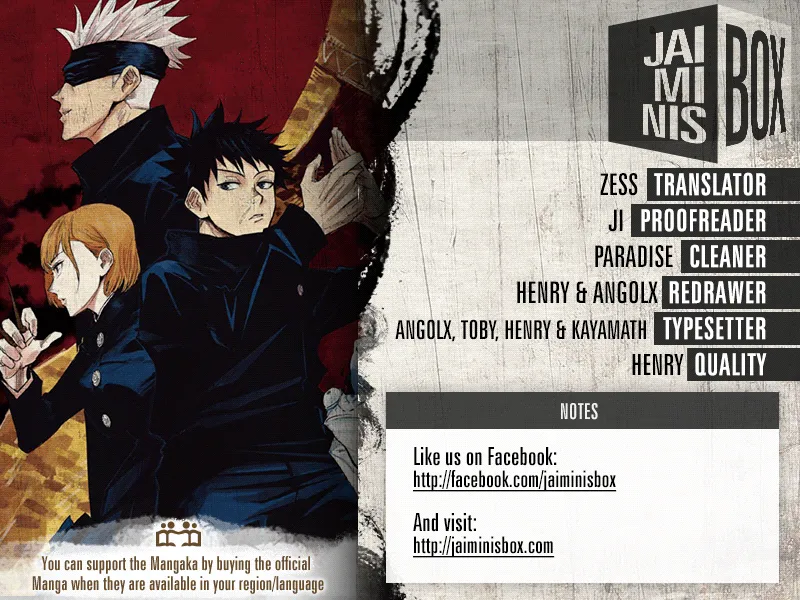 JAI
MI
NIS
BOX
ZESS TRANSLATOR
JI PROOFREADER
PARADISE CLEANER
HENRY & ANGOLX REDRAWER
ANGOLX, TOBY, HENRY & KAYAMATH TYPESETTER
HENRY QUALITY
NOTES
Like us on Facebook:
http://facebook.com/jaiminisbox
And visit:
http://jaiminisbox.com
You can support the Mangaka by buying the official
Manga when they are available in your region/language